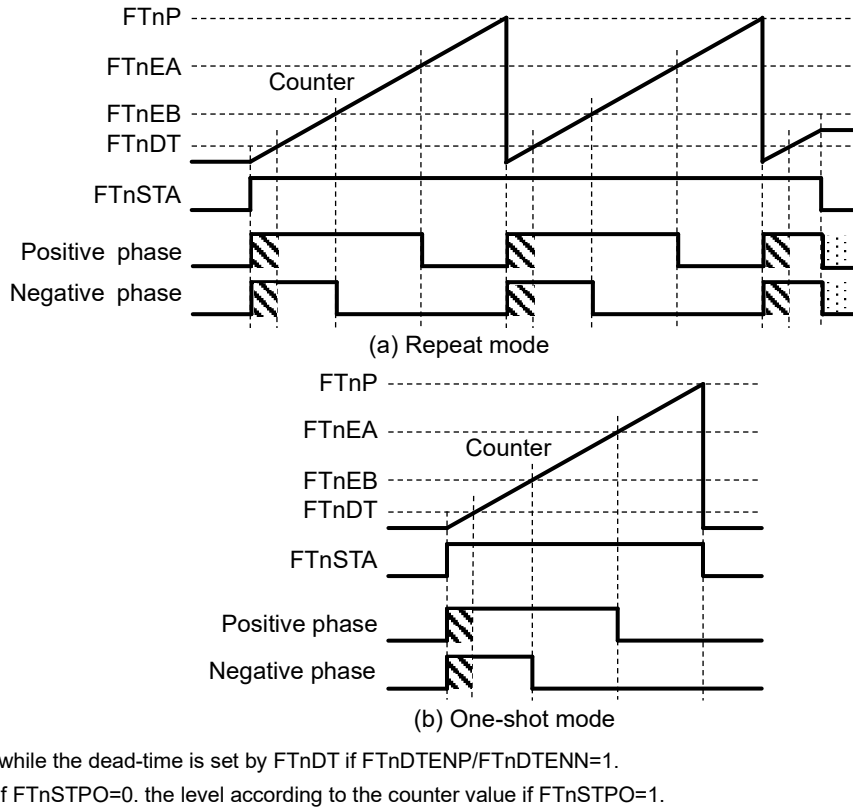 FTnP
FTnEA
Counter
FTnEB
FTnDT
FTnSTA
Positive phase
Negative phase
(a) Repeat mode
FTnP
FTnEA
Counter
FTnEB
FTnDT
FTnSTA
Positive phase
Negative phase
(b) One-shot mode
while the dead-time is set by FTnDT if FTnDTENP/FTnDTENN=1.
FTnSTPO=0. the level according to the counter value if FTnSTPO=1.